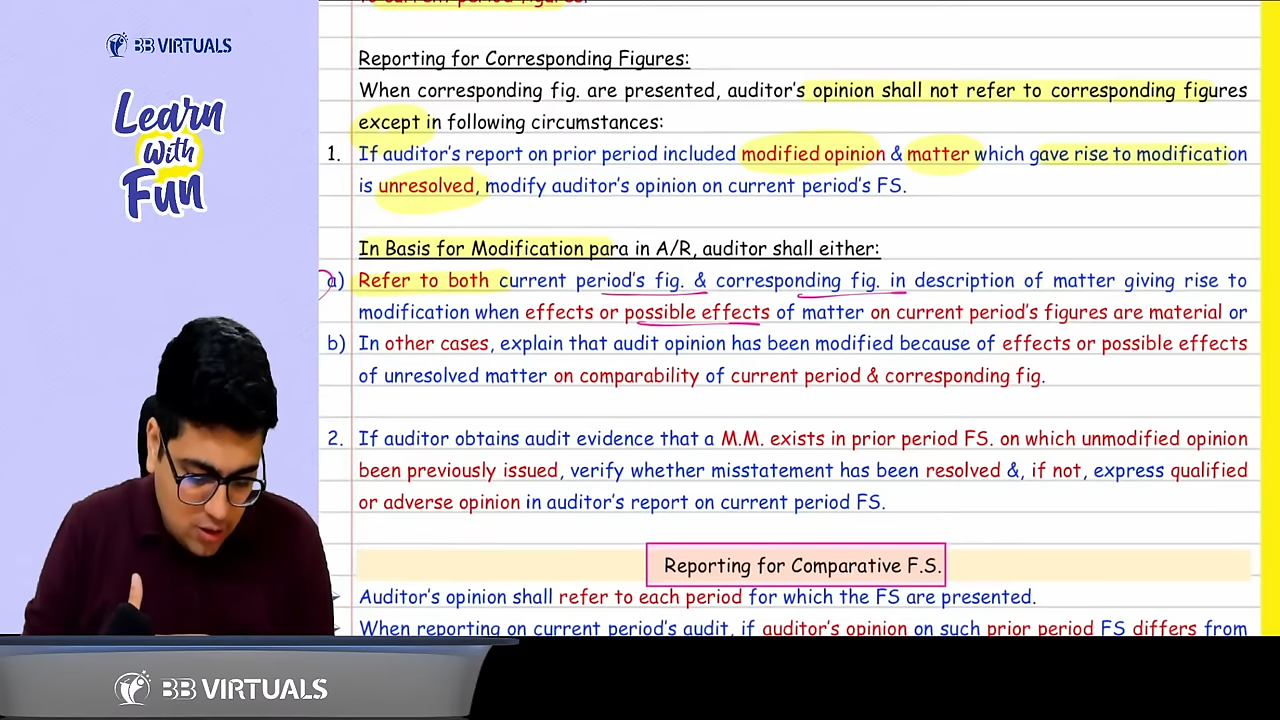 to current period figures.
BB VIRTUALS
Learn
With
Fun
Reporting for Corresponding Figures:
When corresponding fig. are presented, auditor's opinion shall not refer to corresponding figures
except in following circumstances:
1. If auditor's report on prior period included modified opinion & matter which gave rise to modification
is unresolved, modify auditor's opinion on current period's FS.
In Basis for Modification para in A/R, auditor shall either:
a) Refer to both current period's fig. & corresponding fig. in description of matter giving rise to
modification when effects or possible effects of matter on current period's figures are material or
b) In other cases, explain that audit opinion has been modified because of effects or possible effects
of unresolved matter on comparability of current period & corresponding fig.
2. If auditor obtains audit evidence that a M.M. exists in prior period FS. on which unmodified opinion
been previously issued, verify whether misstatement has been resolved &, if not, express qualified
or adverse opinion in auditor's report on current period FS.
Reporting for Comparative F.S.
➢ Auditor's opinion shall refer to each period for which the FS are presented.
When reporting on current period's audit, if auditor's opinion on such prior period FS differs from
BB VIRTUALS